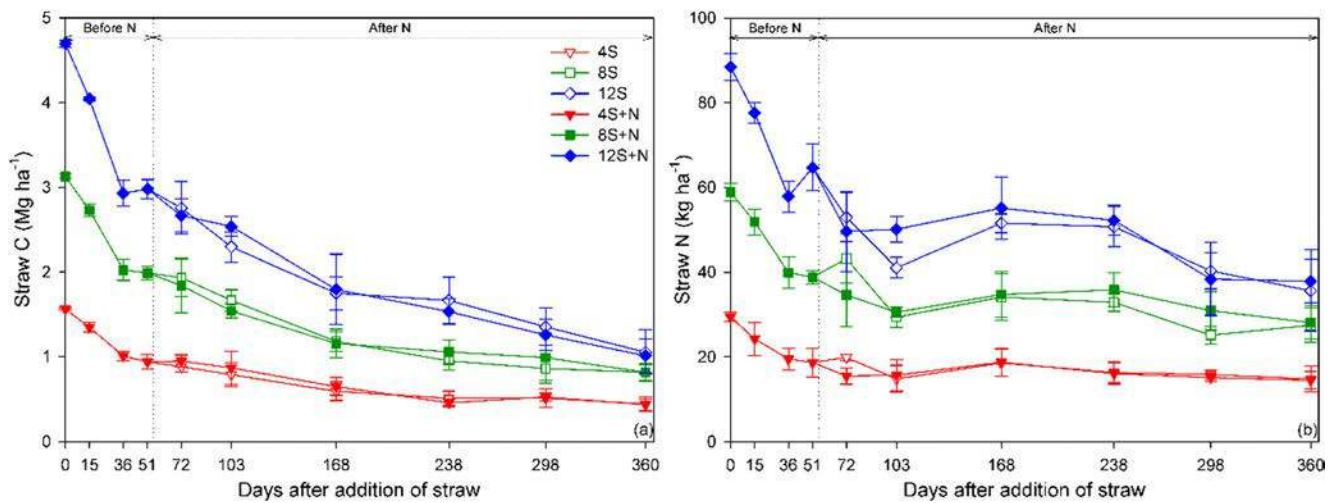 Before N
After N
5
4
3
2
1
0
Straw C (Mg ha-1)
4S
8S
12S
4S+N
8S+N
12S+N
(a)
0 15 36 51 72 103 168 238 298 360
Days after addition of straw
Before N
After N
100
80
60
40
20
0
Straw N (kg ha-1)
(b)
0 15 36 51 72 103 168 238 298 360
Days after addition of straw